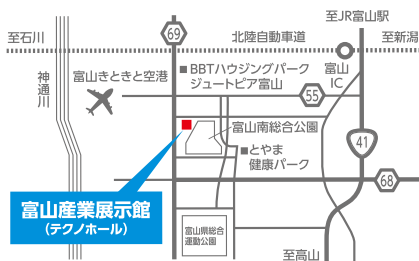 至JR富山駅
至石川
69
北陸自動車道
至新潟
神通川
富山きときと空港
BBTハウジングパーク
ジュートピア富山
富山
IC
55
富山南総合公園
とやま
健康パーク
41
68
富山産業展示館
(テクノホール)
富山県総合
運動公園
至高山